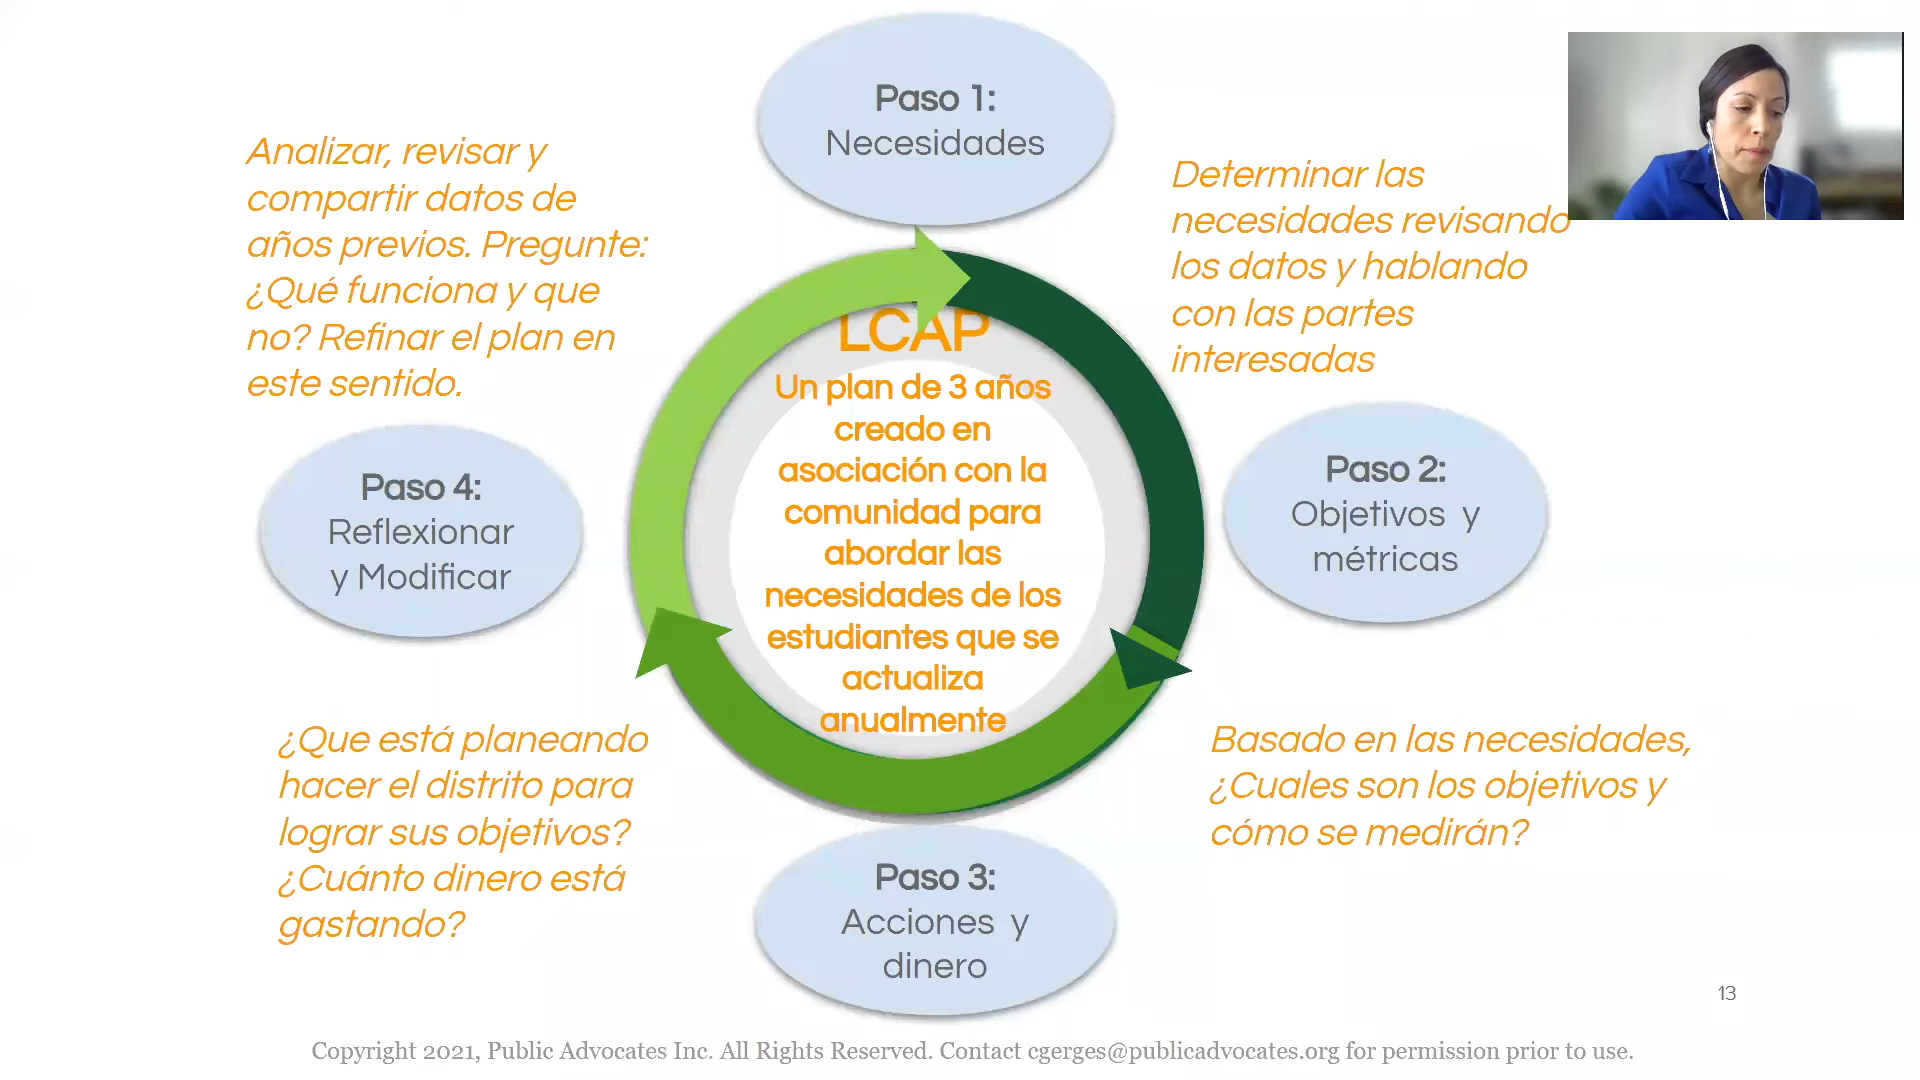 Paso 1:
Necesidades
Analizar, revisar y
compartir datos de
años previos. Pregunte:
¿Qué funciona y que
no? Refinar el plan en
este sentido.
Determinar las
necesidades revisando
los datos y hablando
con las partes
interesadas
LCAP
Un plan de 3 años
creado en
asociación con la
comunidad para
abordar las
necesidades de los
estudiantes que se
actualiza
anualmente
Paso 4:
Reflexionar
y Modificar
Paso 2:
Objetivos y
métricas
¿Que está planeando
hacer el distrito para
lograr sus objetivos?
¿Cuánto dinero está
gastando?
Basado en las necesidades,
¿Cuales son los objetivos y
cómo se medirán?
Paso 3:
Acciones y
dinero
13
Copyright 2021, Public Advocates Inc. All Rights Reserved. Contact cgerges@publicadvocates.org for permission prior to use.